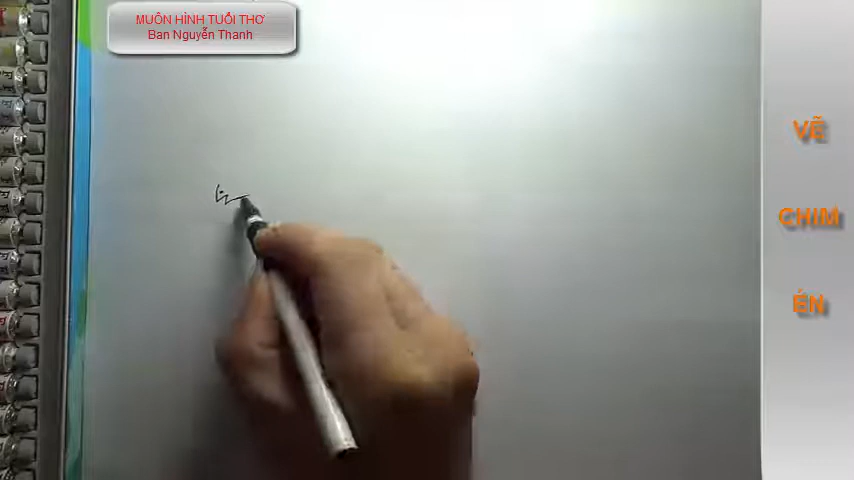 MUÔN HÌNH TUỔI THƠ
Ban Nguyễn Thanh
VẼ
CHIM
ÉN